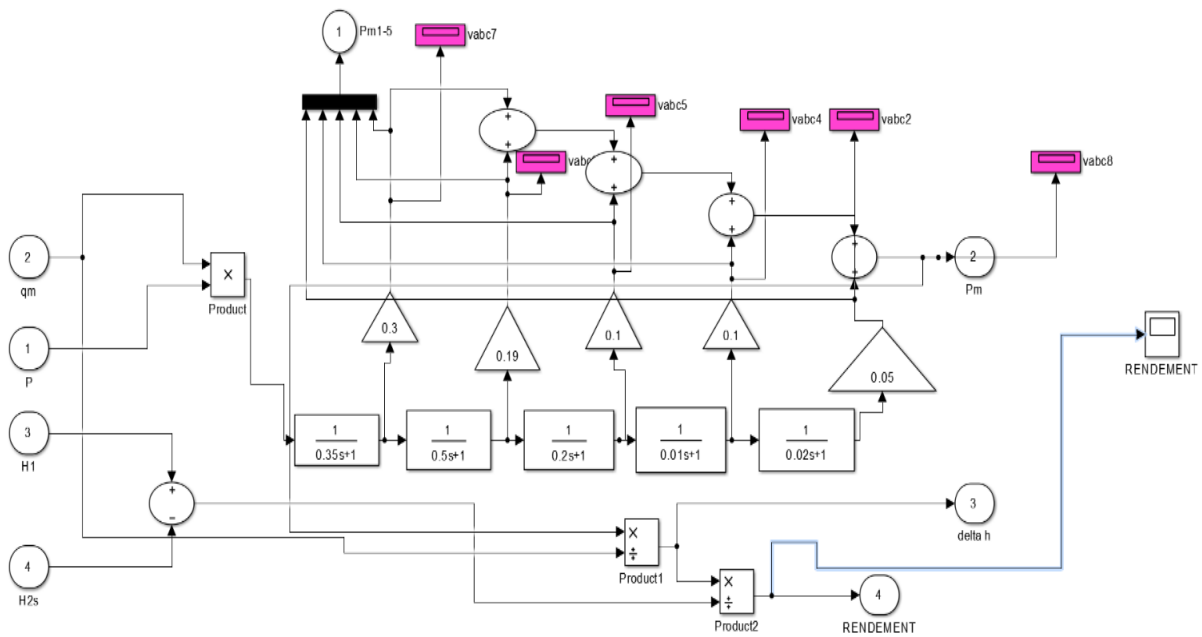 1
Pm1-5
vabc7
vabc5
vabc4
vabc2
+
+
vabc
+
+
vabc8
+
+
2
qm
×
Product
+
-
2
Pm
0.3
0.19
0.1
0.1
0.05
1
P
RENDEMENT
3
H1
1
0.35s+1
1
0.5s+1
1
0.2s+1
1
0.01s+1
1
0.02s+1
+
-
3
delta h
×
÷
Product1
4
H2s
×
÷
Product2
4
RENDEMENT